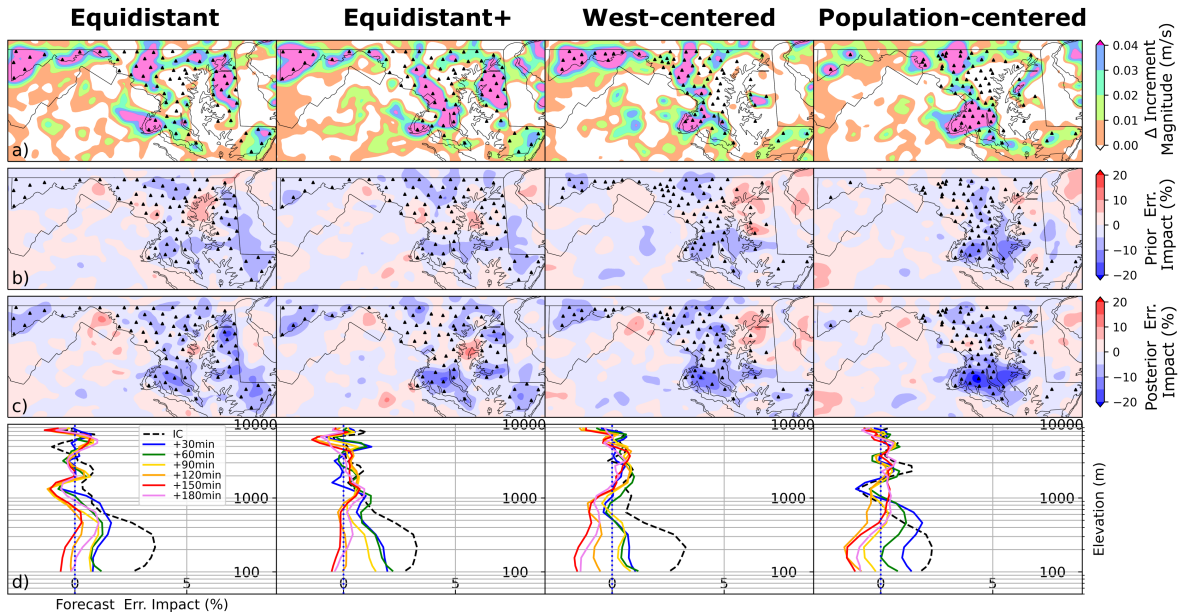 Equidistant Equidistant+ West-centered Population-centered
a)
0.04
0.03
0.02
0.01
0.00
Δ Increment
Magnitude (m/s)
b)
20
10
0
−10
−20
Prior Err.
Impact (%)
c)
20
10
0
−10
−20
Posterior Err.
Impact (%)
d)
IC
+30min
+60min
+90min
+120min
+150min
+180min
10000 10000 10000 10000
1000 1000 1000 1000
100 100 100 100
0 5 0 5 0 5 0 5
Elevation (m)
Forecast Err. Impact (%)